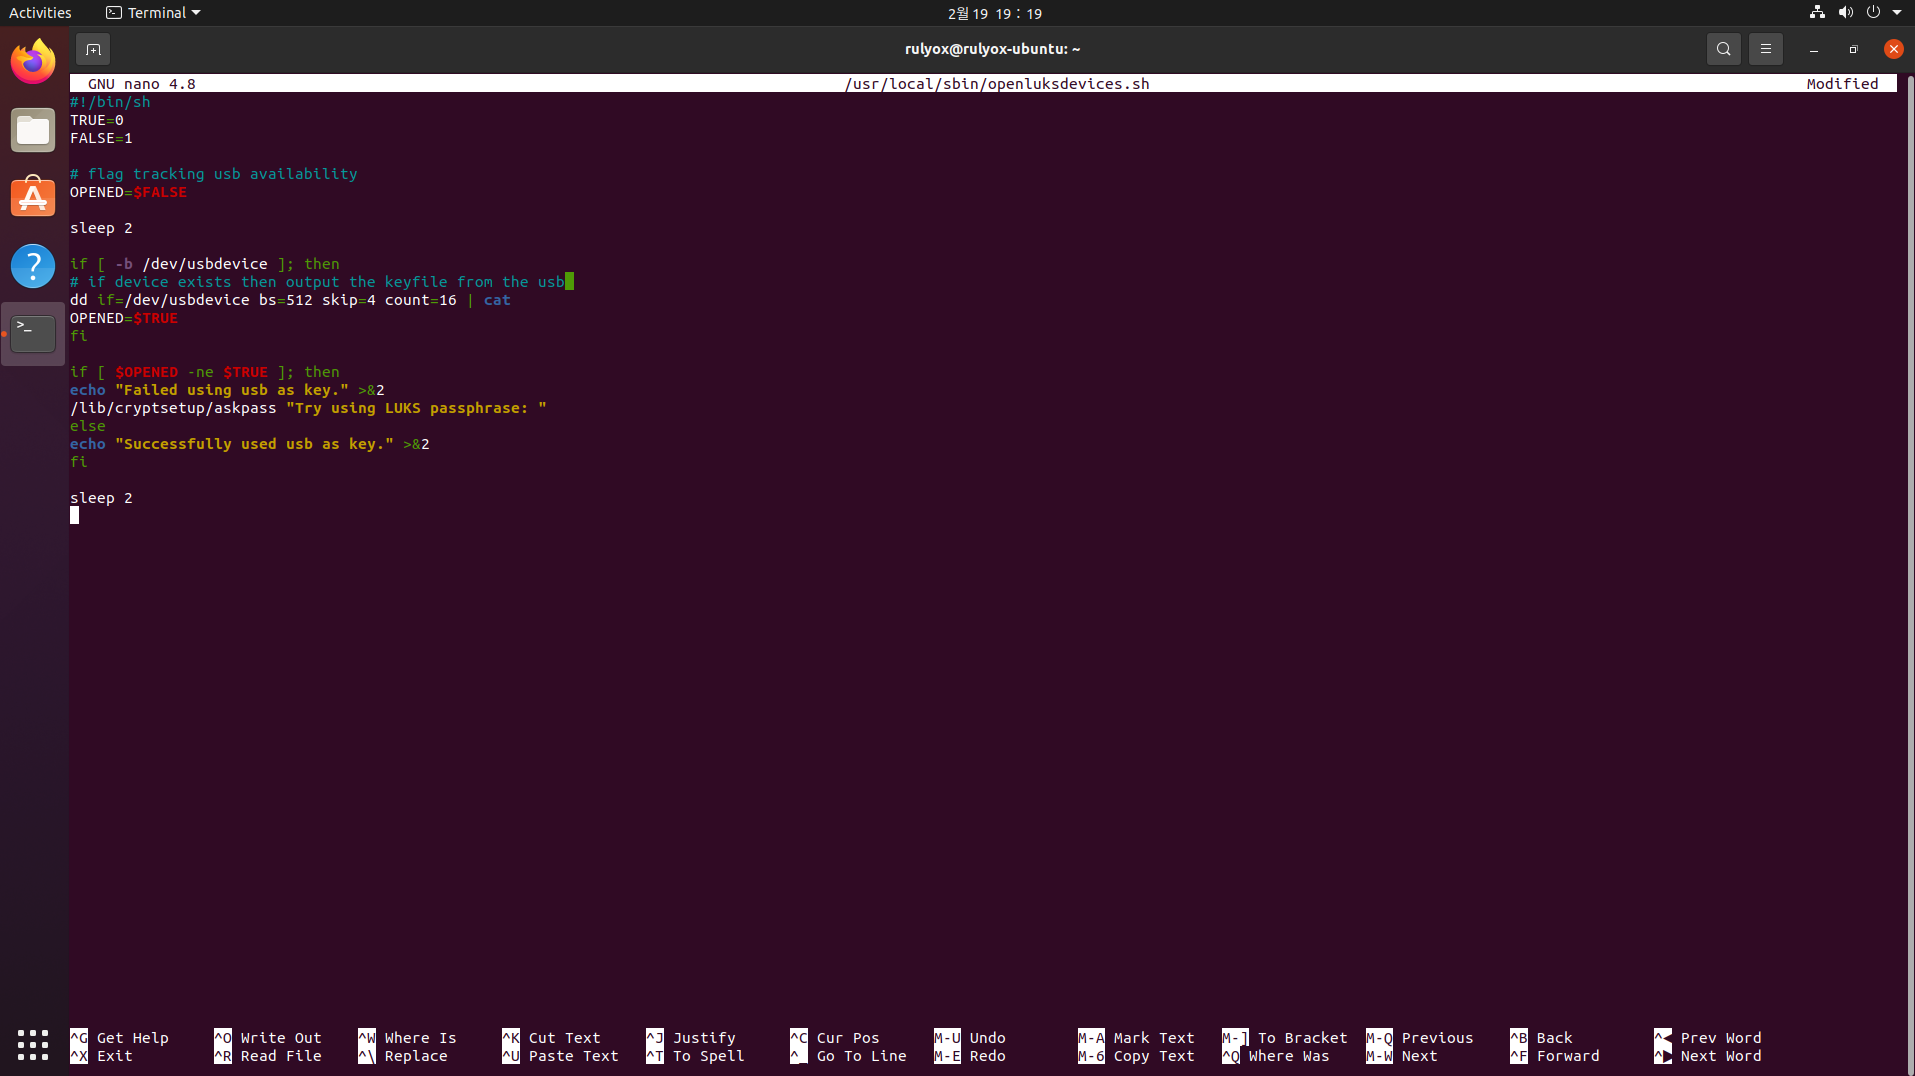 Activities Terminal 2월 19 19 : 19
rulyox@rulyox-ubuntu: ~
GNU nano 4.8 /usr/local/sbin/openluksdevices.sh Modified
#!/bin/sh
TRUE=0
FALSE=1
# flag tracking usb availability
OPENED=$FALSE
sleep 2
if [ -b /dev/usbdevice ]; then
# if device exists then output the keyfile from the usb
dd if=/dev/usbdevice bs=512 skip=4 count=16 | cat
OPENED=$TRUE
fi
if [ $OPENED -ne $TRUE ]; then
echo "Failed using usb as key." >&2
/lib/cryptsetup/askpass "Try using LUKS passphrase: "
else
echo "Successfully used usb as key." >&2
fi
sleep 2
^G Get Help ^O Write Out ^W Where Is ^K Cut Text ^J Justify ^C Cur Pos M-U Undo M-A Mark Text M-] To Bracket M-Q Previous ^B Back ^◀ Prev Word
^X Exit ^R Read File ^\ Replace ^U Paste Text ^T To Spell ^_ Go To Line M-E Redo M-6 Copy Text ^Q Where Was M-W Next ^F Forward ^▶ Next Word